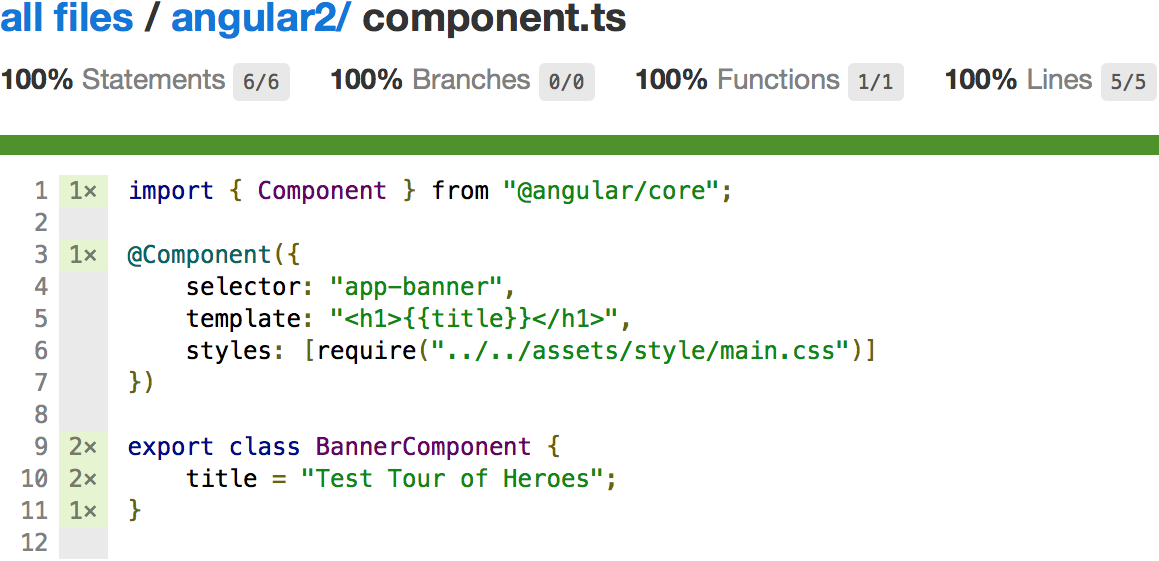 all files / angular2/ component.ts
100% Statements 6/6 100% Branches 0/0 100% Functions 1/1 100% Lines 5/5
1 1× import { Component } from "@angular/core";
2
3 1× @Component({
4 selector: "app-banner",
5 template: "<h1>{{title}}</h1>",
6 styles: [require("../../assets/style/main.css")]
7 })
8
9 2× export class BannerComponent {
10 2× title = "Test Tour of Heroes";
11 1× }
12